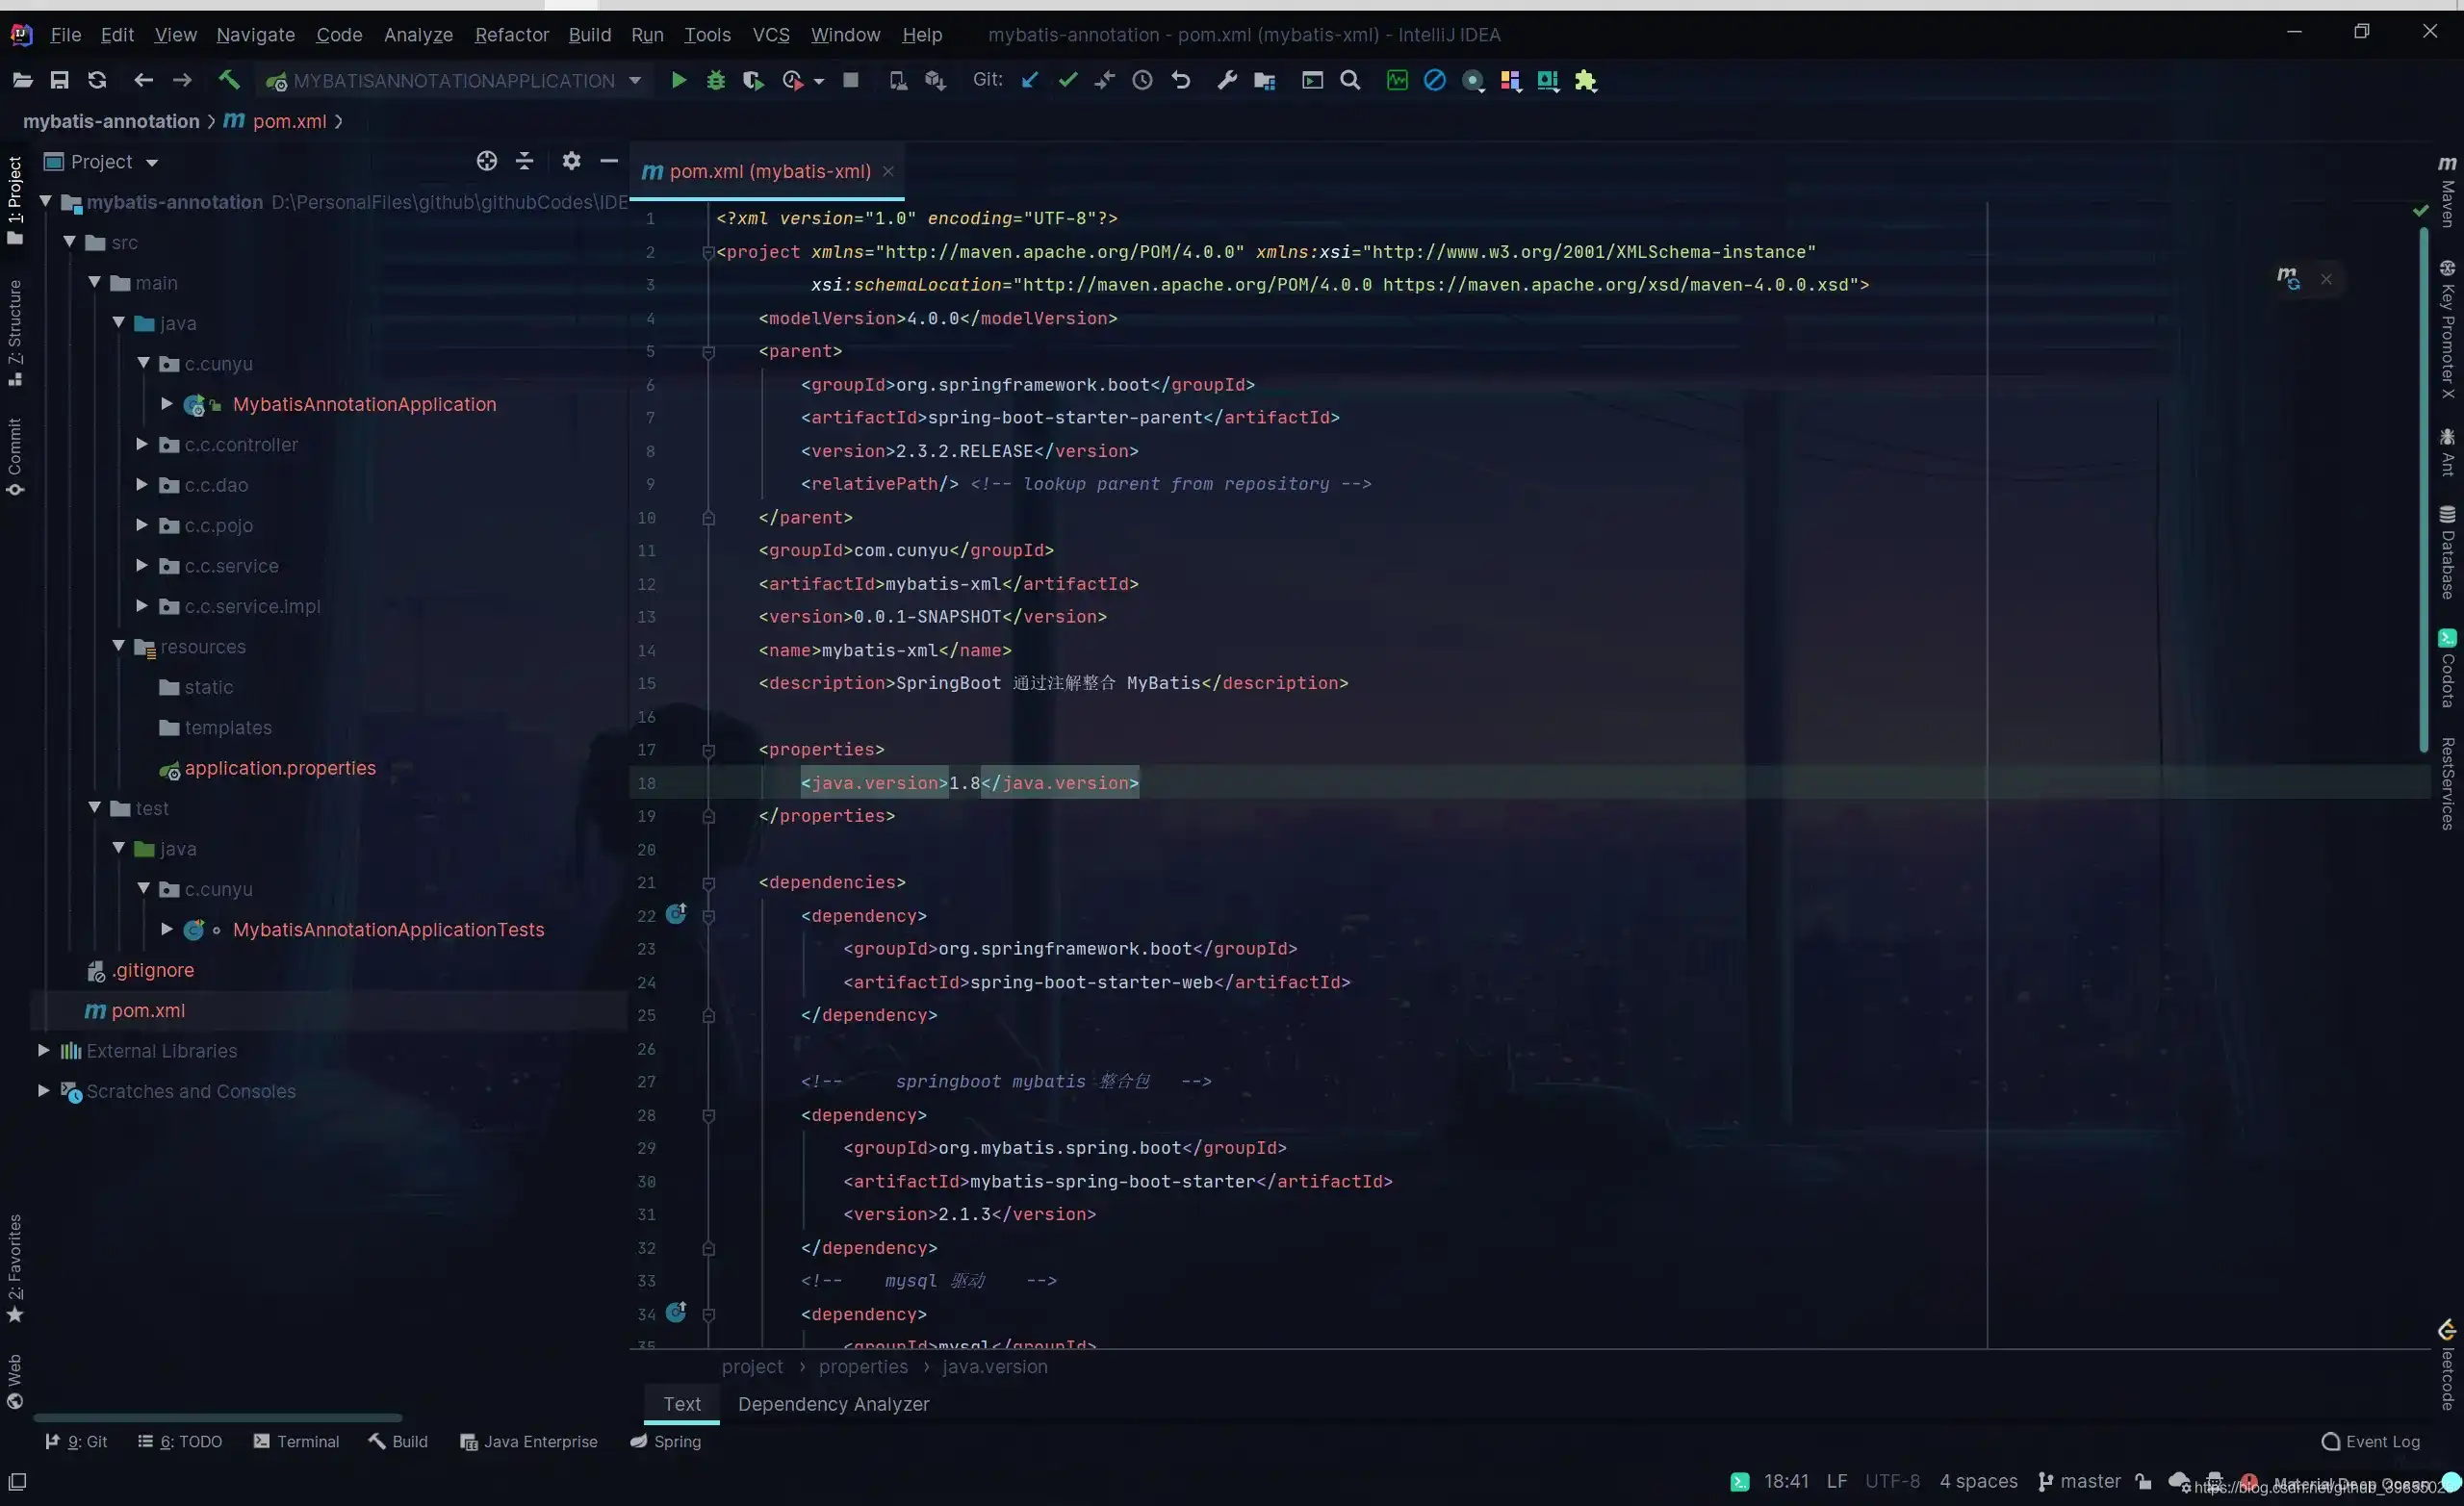 File Edit View Navigate Code Analyze Refactor Build Run Tools VCS Window Help mybatis-annotation - pom.xml (mybatis-xml) - IntelliJ IDEA
MYBATISANNOTATIONAPPLICATION Git:
mybatis-annotation pom.xml
1: Project
7: Structure
Commit
2: Favorites
Web
Project
mybatis-annotation D:\PersonalFiles\github\githubCodes\IDE
src
main
java
c.cunyu
MybatisAnnotationApplication
c.c.controller
c.c.dao
c.c.pojo
c.c.service
c.c.service.impl
resources
static
templates
application.properties
test
java
c.cunyu
MybatisAnnotationApplicationTests
.gitignore
pom.xml
External Libraries
Scratches and Consoles
pom.xml (mybatis-xml)
1 <?xml version="1.0" encoding="UTF-8"?>
2 <project xmlns="http://maven.apache.org/POM/4.0.0" xmlns:xsi="http://www.w3.org/2001/XMLSchema-instance"
3 xsi:schemaLocation="http://maven.apache.org/POM/4.0.0 https://maven.apache.org/xsd/maven-4.0.0.xsd">
4 <modelVersion>4.0.0</modelVersion>
5 <parent>
6 <groupId>org.springframework.boot</groupId>
7 <artifactId>spring-boot-starter-parent</artifactId>
8 <version>2.3.2.RELEASE</version>
9 <relativePath/> <!-- lookup parent from repository -->
10 </parent>
11 <groupId>com.cunyu</groupId>
12 <artifactId>mybatis-xml</artifactId>
13 <version>0.0.1-SNAPSHOT</version>
14 <name>mybatis-xml</name>
15 <description>SpringBoot 通过注解整合 MyBatis</description>
16
17 <properties>
18 <java.version>1.8</java.version>
19 </properties>
20
21 <dependencies>
22 <dependency>
23 <groupId>org.springframework.boot</groupId>
24 <artifactId>spring-boot-starter-web</artifactId>
25 </dependency>
26
27 <!-- springboot mybatis 整合包 -->
28 <dependency>
29 <groupId>org.mybatis.spring.boot</groupId>
30 <artifactId>mybatis-spring-boot-starter</artifactId>
31 <version>2.1.3</version>
32 </dependency>
33 <!-- mysql 驱动 -->
34 <dependency>
35 <groupId>mysql</groupId>
project › properties › java.version
Text Dependency Analyzer
Maven
Key Promoter X
Ant
Database
Codota
RestServices
leetcode
9: Git 6: TODO Terminal Build Java Enterprise Spring Event Log
18:41 LF UTF-8 4 spaces master Material Deep Ocean